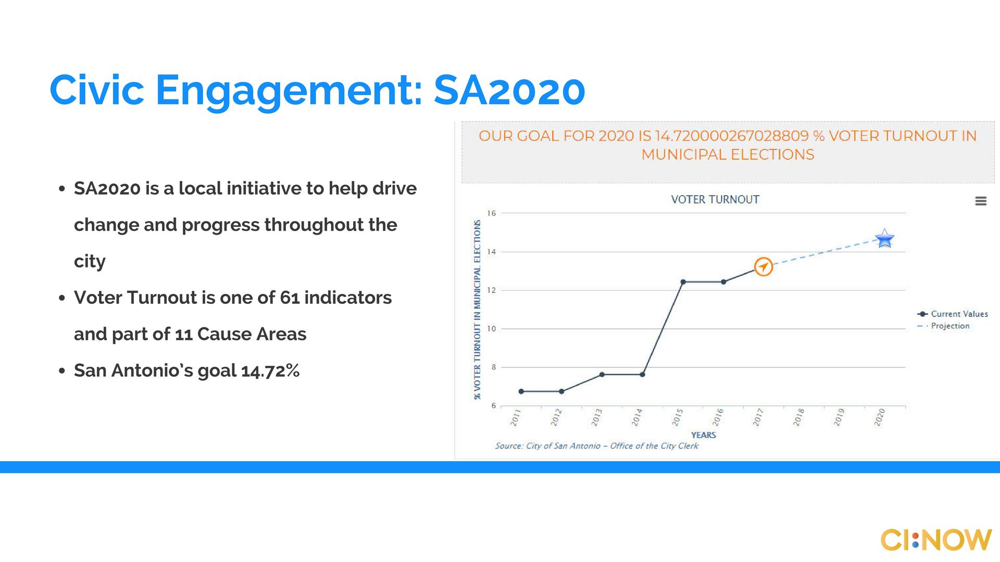 Civic Engagement: SA2020
• SA2020 is a local initiative to help drive
change and progress throughout the
city
• Voter Turnout is one of 61 indicators
and part of 11 Cause Areas
• San Antonio's goal 14.72%
OUR GOAL FOR 2020 IS 14.720000267028809 % VOTER TURNOUT IN
MUNICIPAL ELECTIONS
VOTER TURNOUT
% VOTER TURNOUT IN MUNICIPAL ELECTIONS
16
14
12
10
8
6
2011
2012
2013
2014
2015
2016
2017
2018
2019
2020
YEARS
Current Values
Projection
Source: City of San Antonio – Office of the City Clerk
CI:NOW